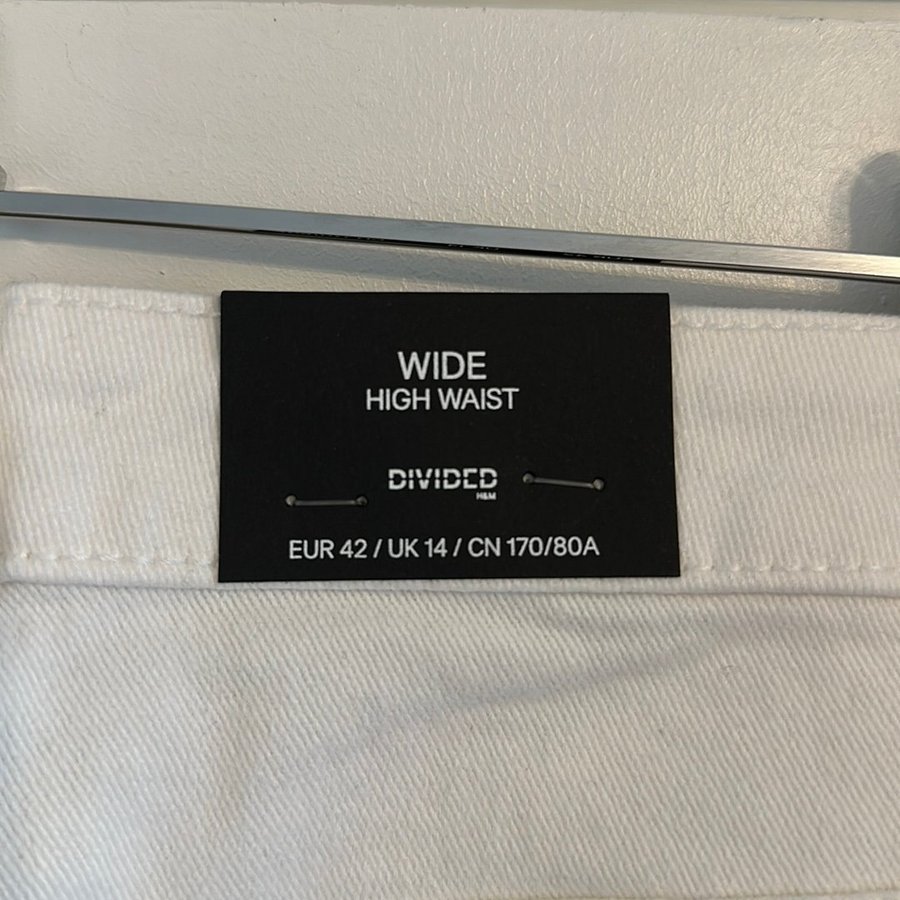 WIDE
HIGH WAIST
DIVIDED
H&M
EUR 42 / UK 14 / CN 170/80A